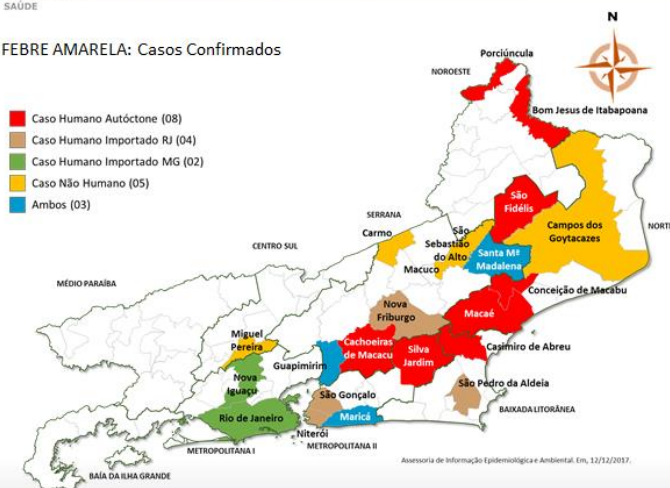 SAÚDE
FEBRE AMARELA: Casos Confirmados
N
Caso Humano Autóctone (08)
Caso Humano Importado RJ (04)
Caso Humano Importado MG (02)
Caso Não Humano (05)
Ambos (03)
Porciúncula
NOROESTE
Bom Jesus de Itabapoana
São
Fidélis
SERRANA
Carmo
São
Sebastião
do Alto
Campos dos
Goytacazes
NORT
CENTRO SUL
Macuco
Santa Mª
Madalena
MÉDIO PARAÍBA
Conceição de Macabu
Nova
Friburgo
Macaé
Miguel
Pereira
Cachoeiras
de Macacu
Silva
Jardim
Casimiro de Abreu
Guapimirim
Nova
Iguaçu
São Pedro da Aldeia
São Gonçalo
Rio de Janeiro
Maricá
BAIXADA LITORÂNEA
Niterói
METROPOLITANA I
METROPOLITANA II
Assessoria de Informação Epidemiológica e Ambiental. Em, 12/12/2017.
BAÍA DA ILHA GRANDE